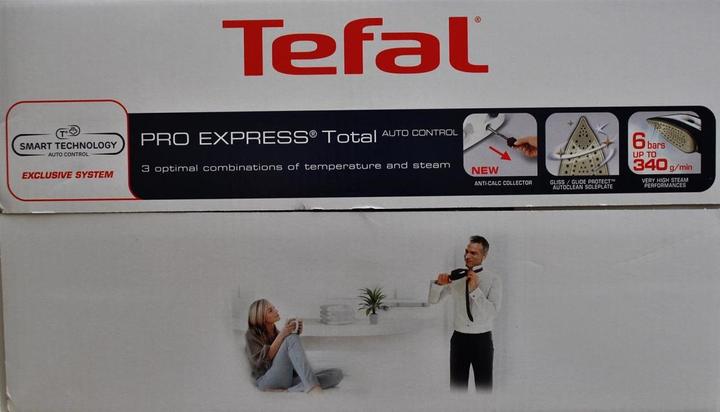 Tefal®
T°
SMART TECHNOLOGY
AUTO CONTROL
EXCLUSIVE SYSTEM
PRO EXPRESS® Total AUTO CONTROL
3 optimal combinations of temperature and steam
NEW
ANTI-CALC COLLECTOR
GLISS / GLIDE PROTECT™
AUTOCLEAN SOLEPLATE
6 bars
UP TO
340 g/min
VERY HIGH STEAM
PERFORMANCES